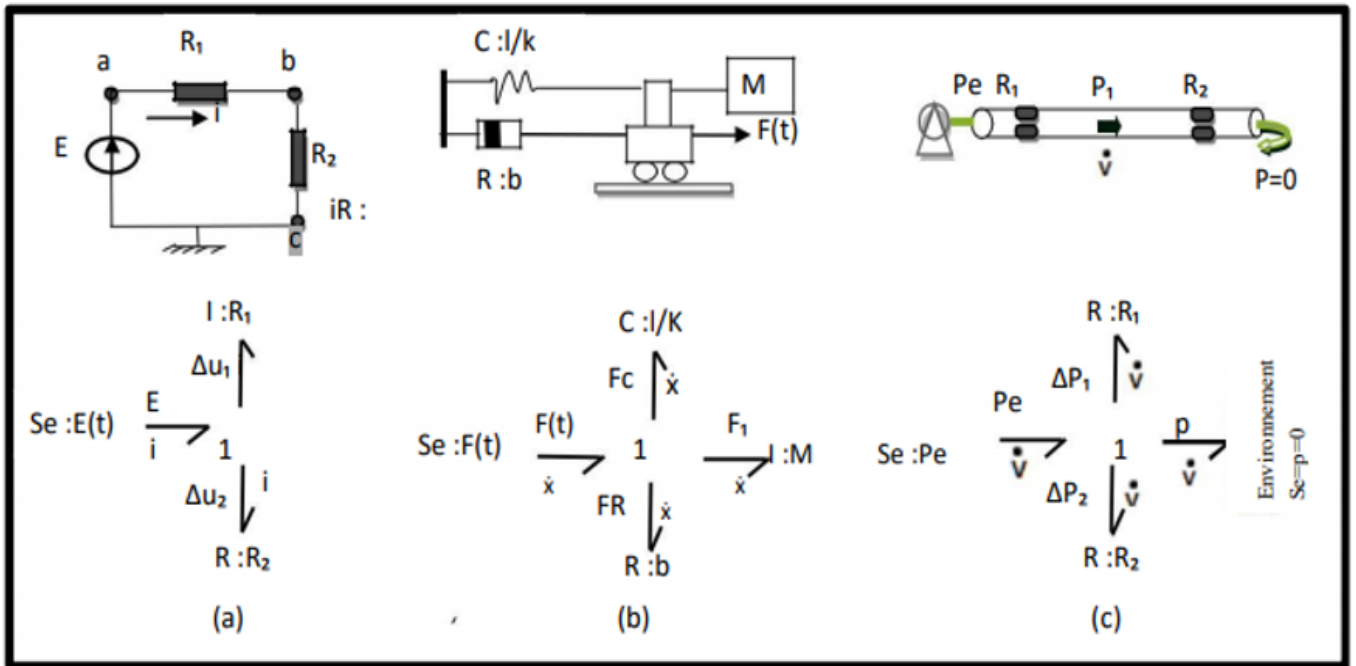 R₁
a
b
i
E
R₂
iR :
c
C :l/k
M
F(t)
R :b
Pe R₁ P₁ R₂
v̇
P=0
I :R₁
Δu₁
E
Se :E(t)
i
1
Δu₂
i
R :R₂
(a)
C :l/K
Fc
ẋ
F(t)
F₁
Se :F(t)
1
I :M
ẋ
ẋ
FR
ẋ
R :b
(b)
R :R₁
ΔP₁
v̇
Pe
p
Se :Pe
1
v̇
v̇
ΔP₂
v̇
R :R₂
Environnement
Se=p=0
(c)